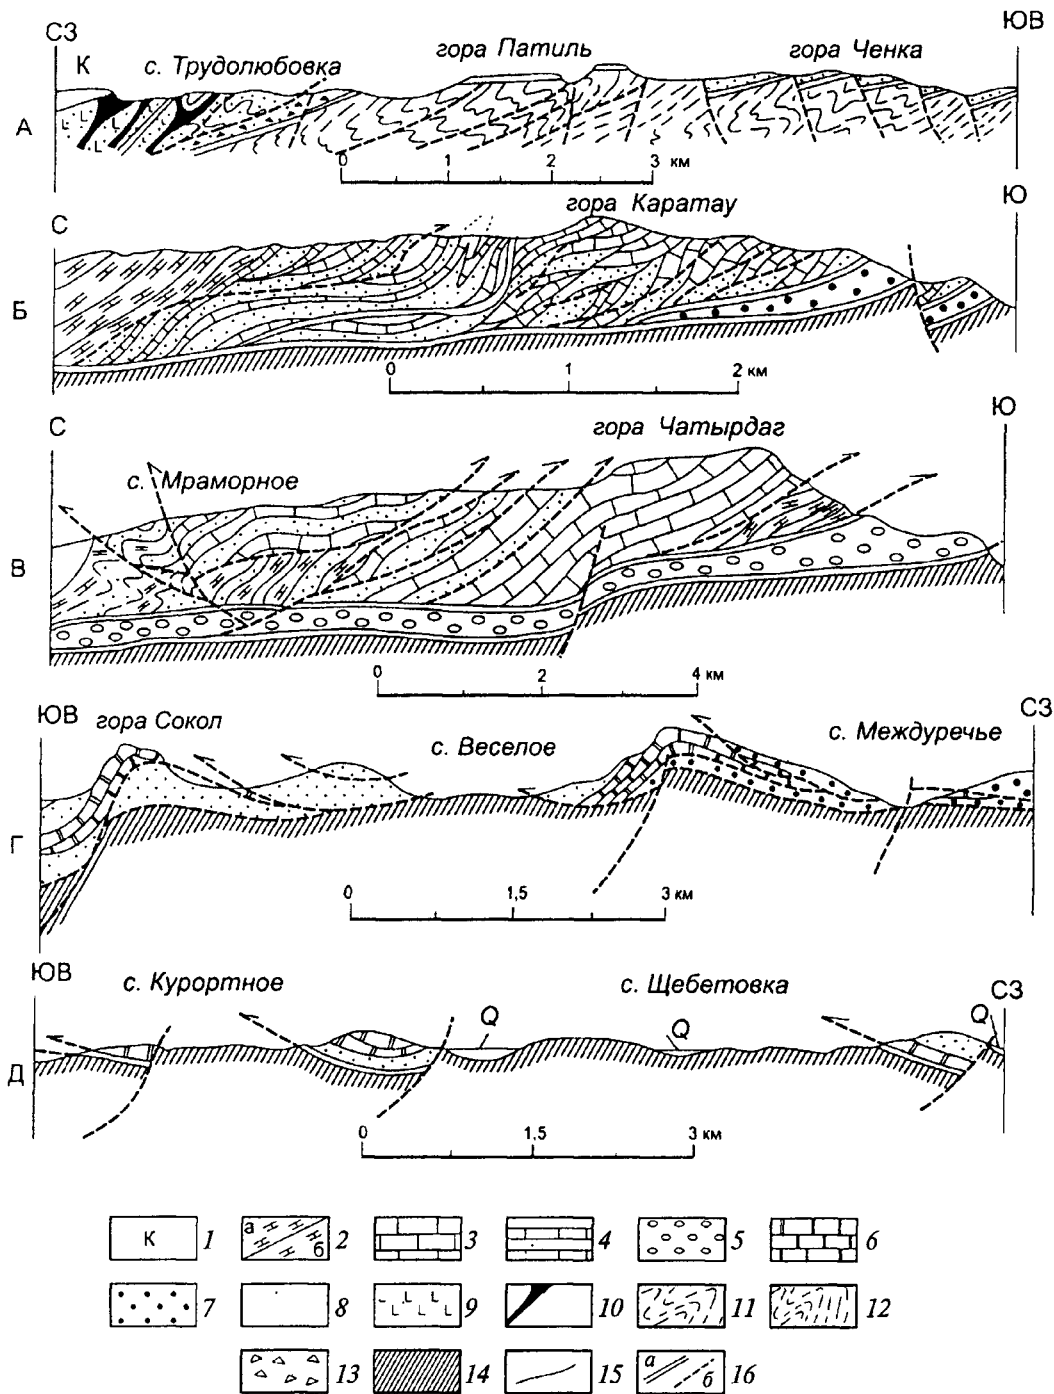 СЗ ЮВ
К с. Трудолюбовка гора Патиль гора Ченка
А
0 1 2 3 км
С гора Каратау Ю
Б
0 1 2 км
С гора Чатырдаг Ю
с. Мраморное
В
0 2 4 км
ЮВ гора Сокол с. Веселое с. Междуречье СЗ
Г
0 1,5 3 км
ЮВ с. Курортное с. Щебетовка СЗ
Q Q Q
Д
0 1,5 3 км
К 1 а б 2 3 4 5 6
7 8 9 10 11 12
13 14 15 а б 16